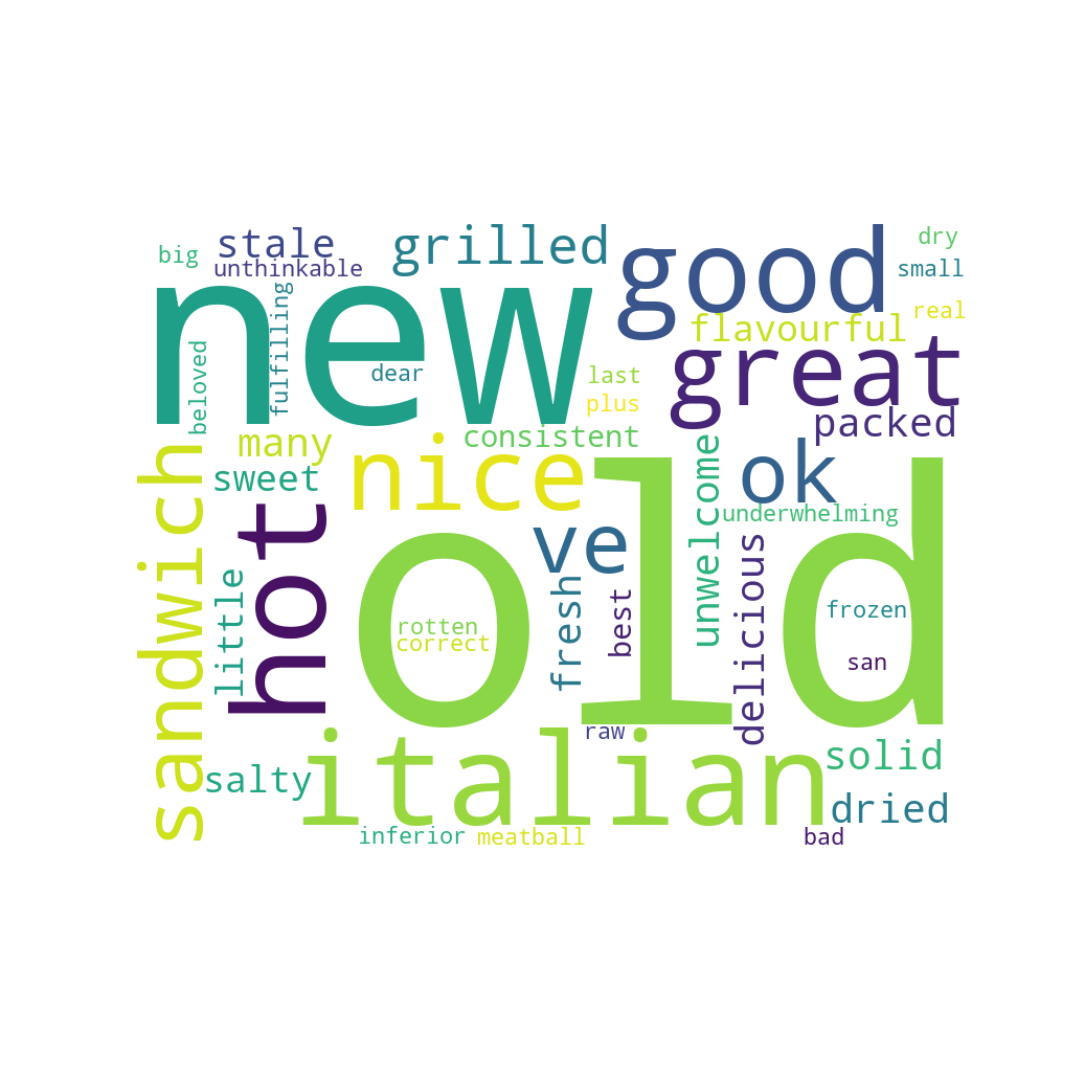 big
stale
unthinkable
grilled
good
dry
small
real
new
flavourful
great
beloved
fulfilling
dear
last
plus
packed
many
consistent
sweet
nice
ok
sandwich
hot
ve
unwelcome
underwhelming
old
little
fresh
best
delicious
rotten
correct
frozen
san
raw
italian
solid
salty
dried
inferior
meatball
bad